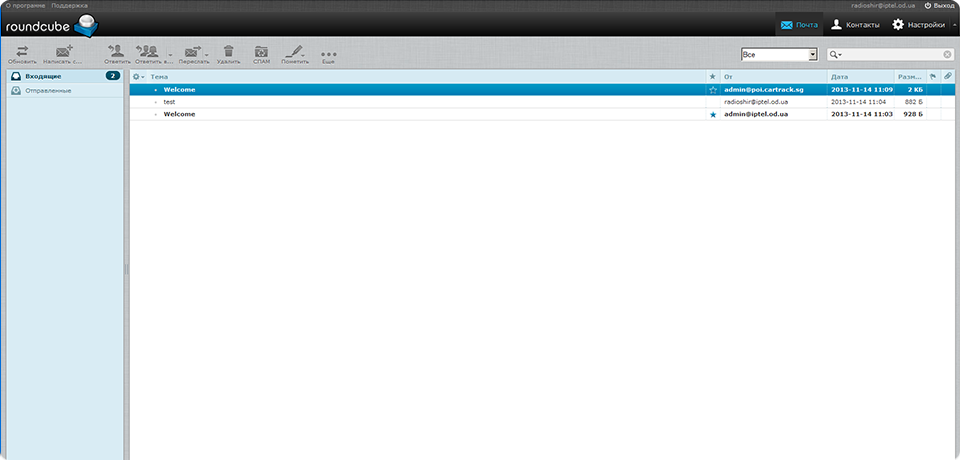 О программе Поддержка radioshir@iptel.od.ua Выход
roundcube Почта Контакты Настройки
Обновить Написать с... Ответить Ответить в... Переслать Удалить СПАМ Пометить Еще Все
Входящие 2 Тема От Дата Разм...
Отправленные Welcome admin@poi.cartrack.sg 2013-11-14 11:09 2 КБ
test radioshir@iptel.od.ua 2013-11-14 11:04 882 Б
Welcome admin@iptel.od.ua 2013-11-14 11:03 928 Б